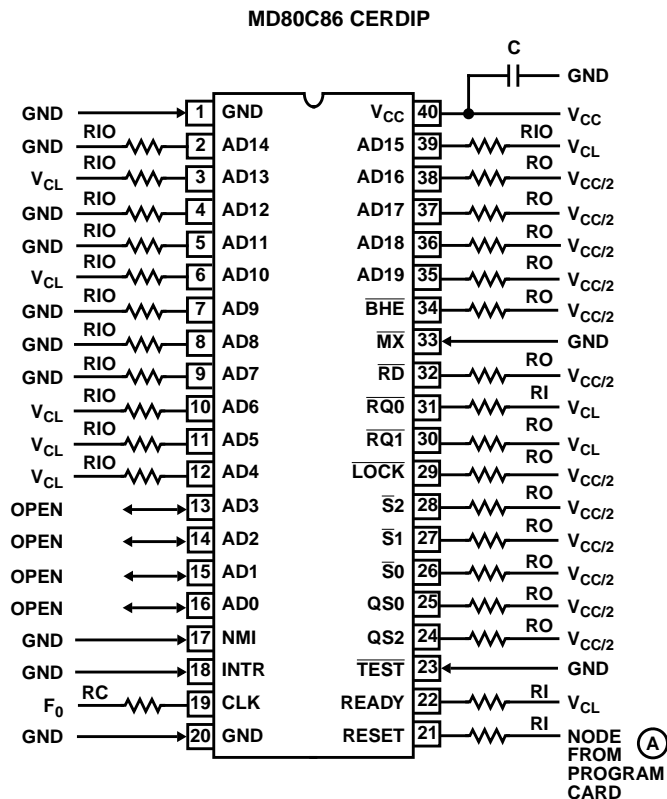 MD80C86 CERDIP
C
GND
GND 1 GND VCC 40 VCC
GND RIO 2 AD14 AD15 39 RIO VCL
VCL RIO 3 AD13 AD16 38 RO VCC/2
GND RIO 4 AD12 AD17 37 RO VCC/2
GND RIO 5 AD11 AD18 36 RO VCC/2
VCL RIO 6 AD10 AD19 35 RO VCC/2
GND RIO 7 AD9 BHE 34 RO VCC/2
GND RIO 8 AD8 MX 33 GND
GND RIO 9 AD7 RD 32 RO VCC/2
VCL RIO 10 AD6 RQ0 31 RI VCL
VCL RIO 11 AD5 RQ1 30 RO VCL
VCL RIO 12 AD4 LOCK 29 RO VCC/2
OPEN 13 AD3 S2 28 RO VCC/2
OPEN 14 AD2 S1 27 RO VCC/2
OPEN 15 AD1 S0 26 RO VCC/2
OPEN 16 AD0 QS0 25 RO VCC/2
GND 17 NMI QS2 24 RO VCC/2
GND 18 INTR TEST 23 GND
F0 RC 19 CLK READY 22 RI VCL
GND 20 GND RESET 21 RI NODE A
FROM
PROGRAM
CARD